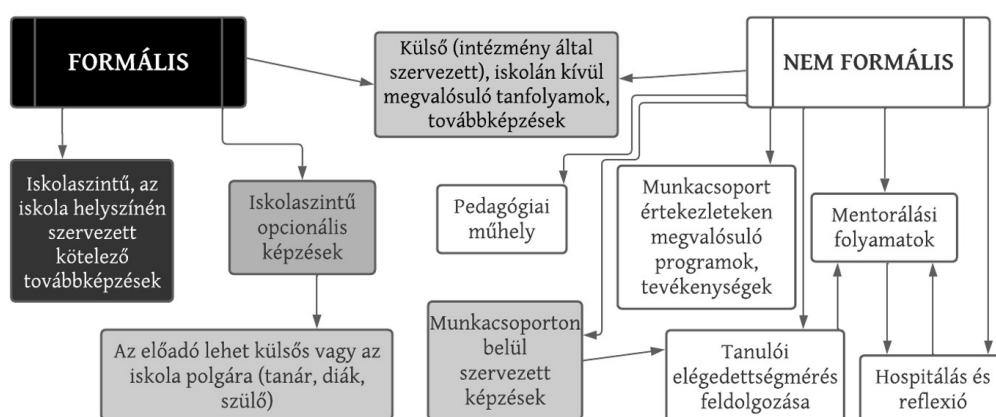 FORMÁLIS
Külső (intézmény által
szervezett), iskolán kívül
megvalósuló tanfolyamok,
továbbképzések
NEM FORMÁLIS
Iskolaszintű, az
iskola helyszínén
szervezett
kötelező
továbbképzések
Iskolaszintű
opcionális
képzések
Pedagógiai
műhely
Munkacsoport
értekezleteken
megvalósuló
programok,
tevékenységek
Mentorálási
folyamatok
Az előadó lehet külsős vagy az
iskola polgára (tanár, diák,
szülő)
Munkacsoporton
belül
szervezett
képzések
Tanulói
elégedettségmérés
feldolgozása
Hospitálás és
reflexió